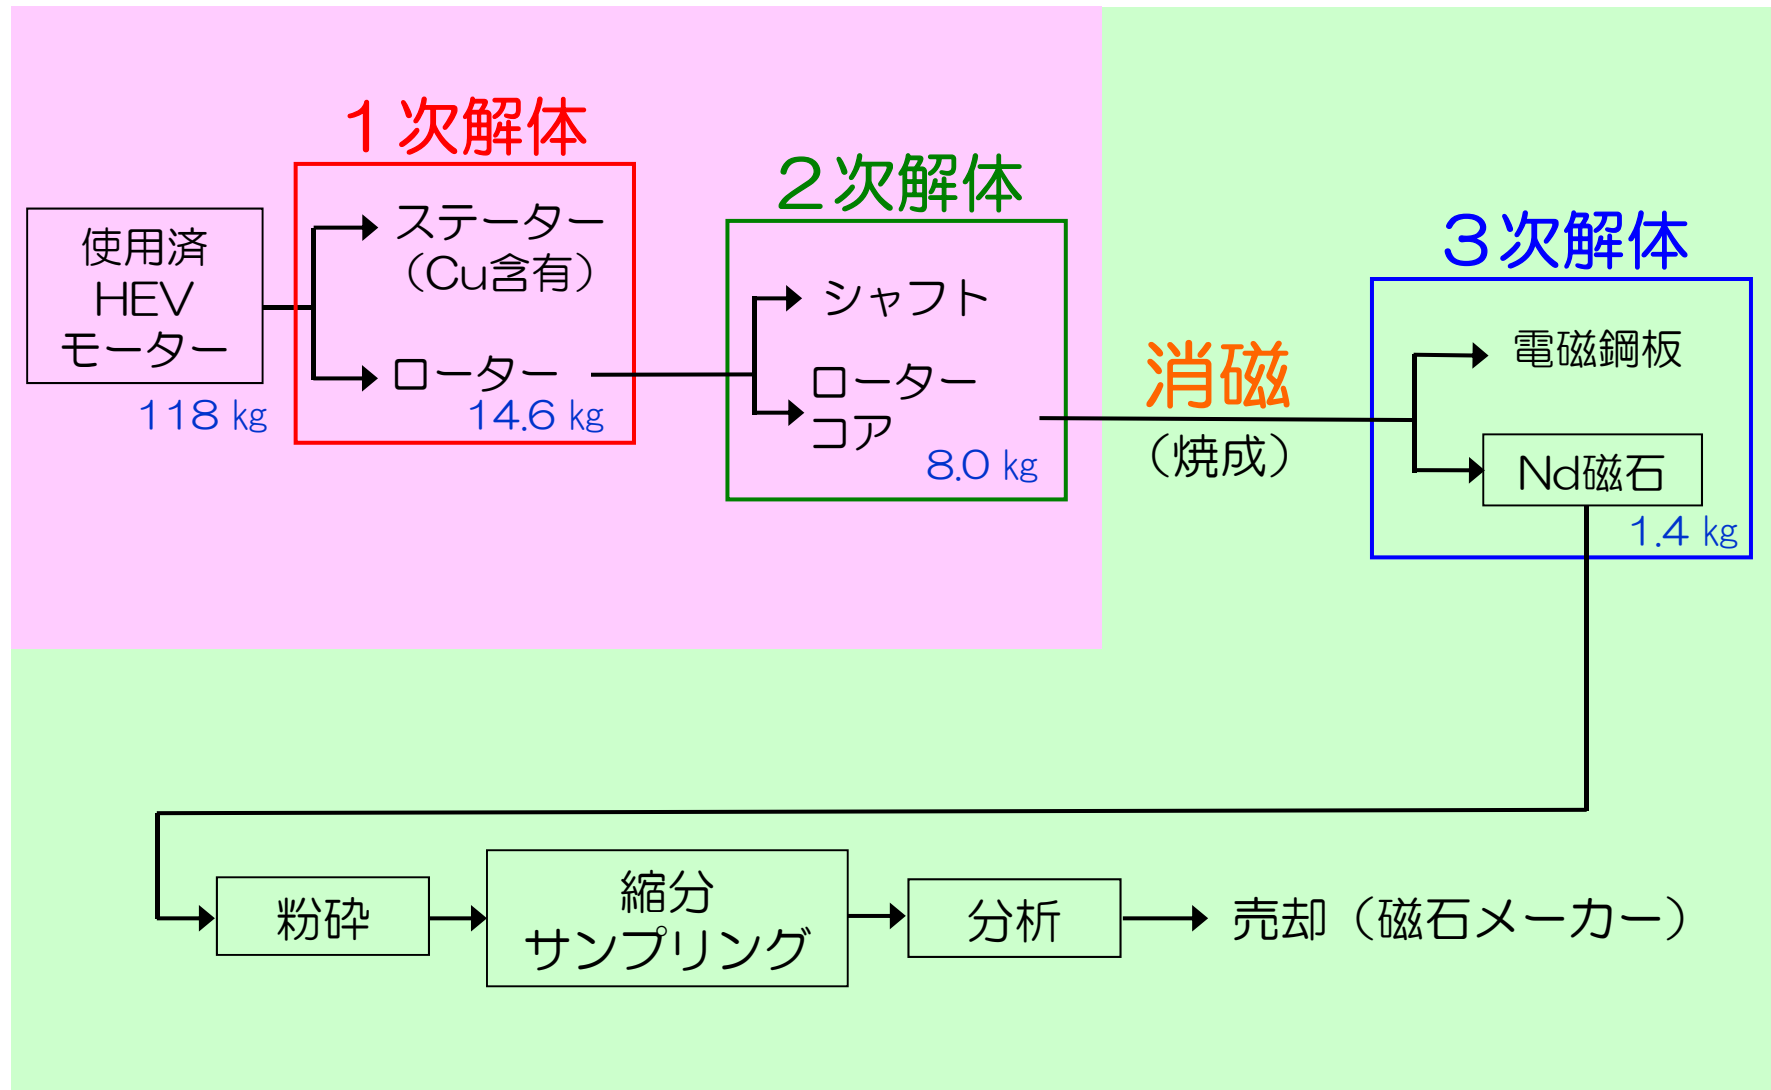 １次解体
２次解体
３次解体
使用済
HEV
モーター
118 kg
ステーター
（Cu含有）
ローター
14.6 kg
シャフト
ローター
コア
8.0 kg
消磁
（焼成）
電磁鋼板
Nd磁石
1.4 kg
粉砕
縮分
サンプリング
分析
売却（磁石メーカー）